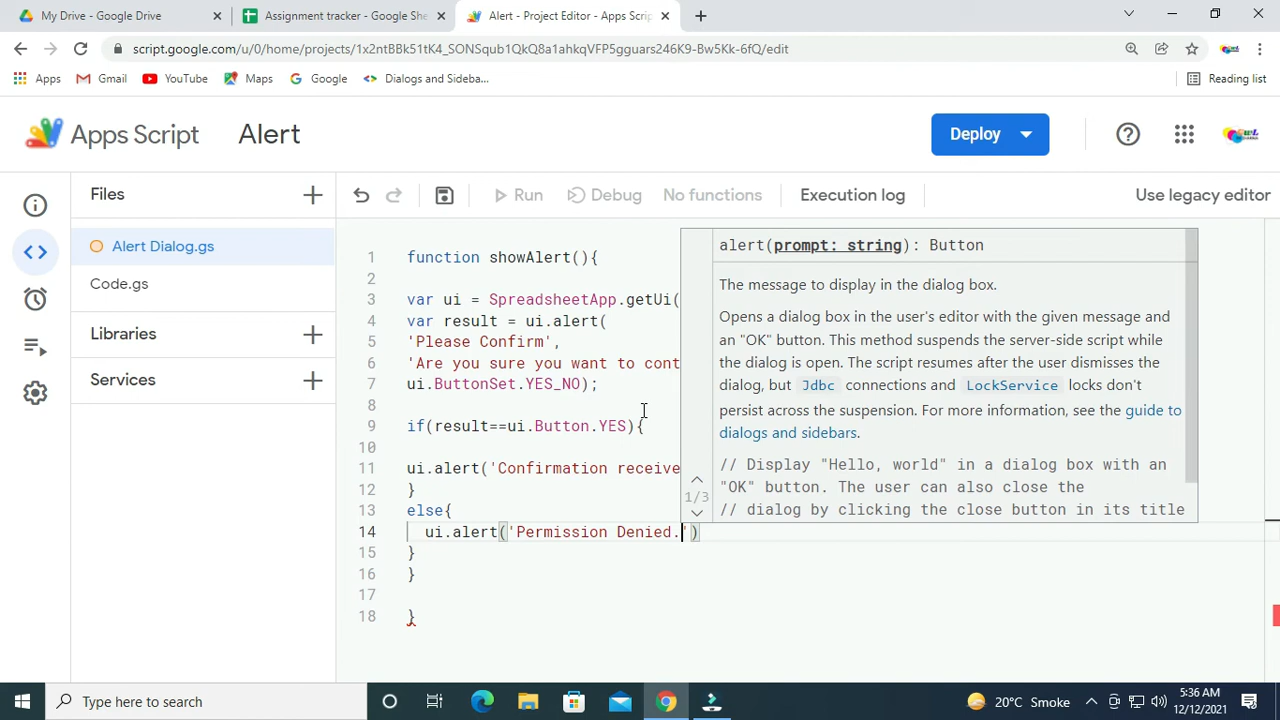 My Drive - Google Drive
Assignment tracker - Google She
Alert - Project Editor - Apps Scrip
script.google.com/u/0/home/projects/1x2ntBBk51tK4_SONSqub1QkQ8a1ahkqVFP5gguars246K9-Bw5Kk-6fQ/edit
Apps
Gmail
YouTube
Maps
Google
Dialogs and Sideba...
Reading list
Apps Script
Alert
Deploy
Files
Run
Debug
No functions
Execution log
Use legacy editor
Alert Dialog.gs
Code.gs
Libraries
Services
1 function showAlert(){
2
3 var ui = SpreadsheetApp.getUi(
4 var result = ui.alert(
5 'Please Confirm',
6 'Are you sure you want to cont
7 ui.ButtonSet.YES_NO);
8
9 if(result==ui.Button.YES){
10
11 ui.alert('Confirmation receive
12 }
13 else{
14 ui.alert('Permission Denied.')
15 }
16 }
17
18 }
alert(prompt: string): Button
The message to display in the dialog box.
Opens a dialog box in the user's editor with the given message and
an "OK" button. This method suspends the server-side script while
the dialog is open. The script resumes after the user dismisses the
dialog, but Jdbc connections and LockService locks don't
persist across the suspension. For more information, see the guide to
dialogs and sidebars.
1/3
// Display "Hello, world" in a dialog box with an
"OK" button. The user can also close the
// dialog by clicking the close button in its title
Type here to search
20°C Smoke
5:36 AM
12/12/2021